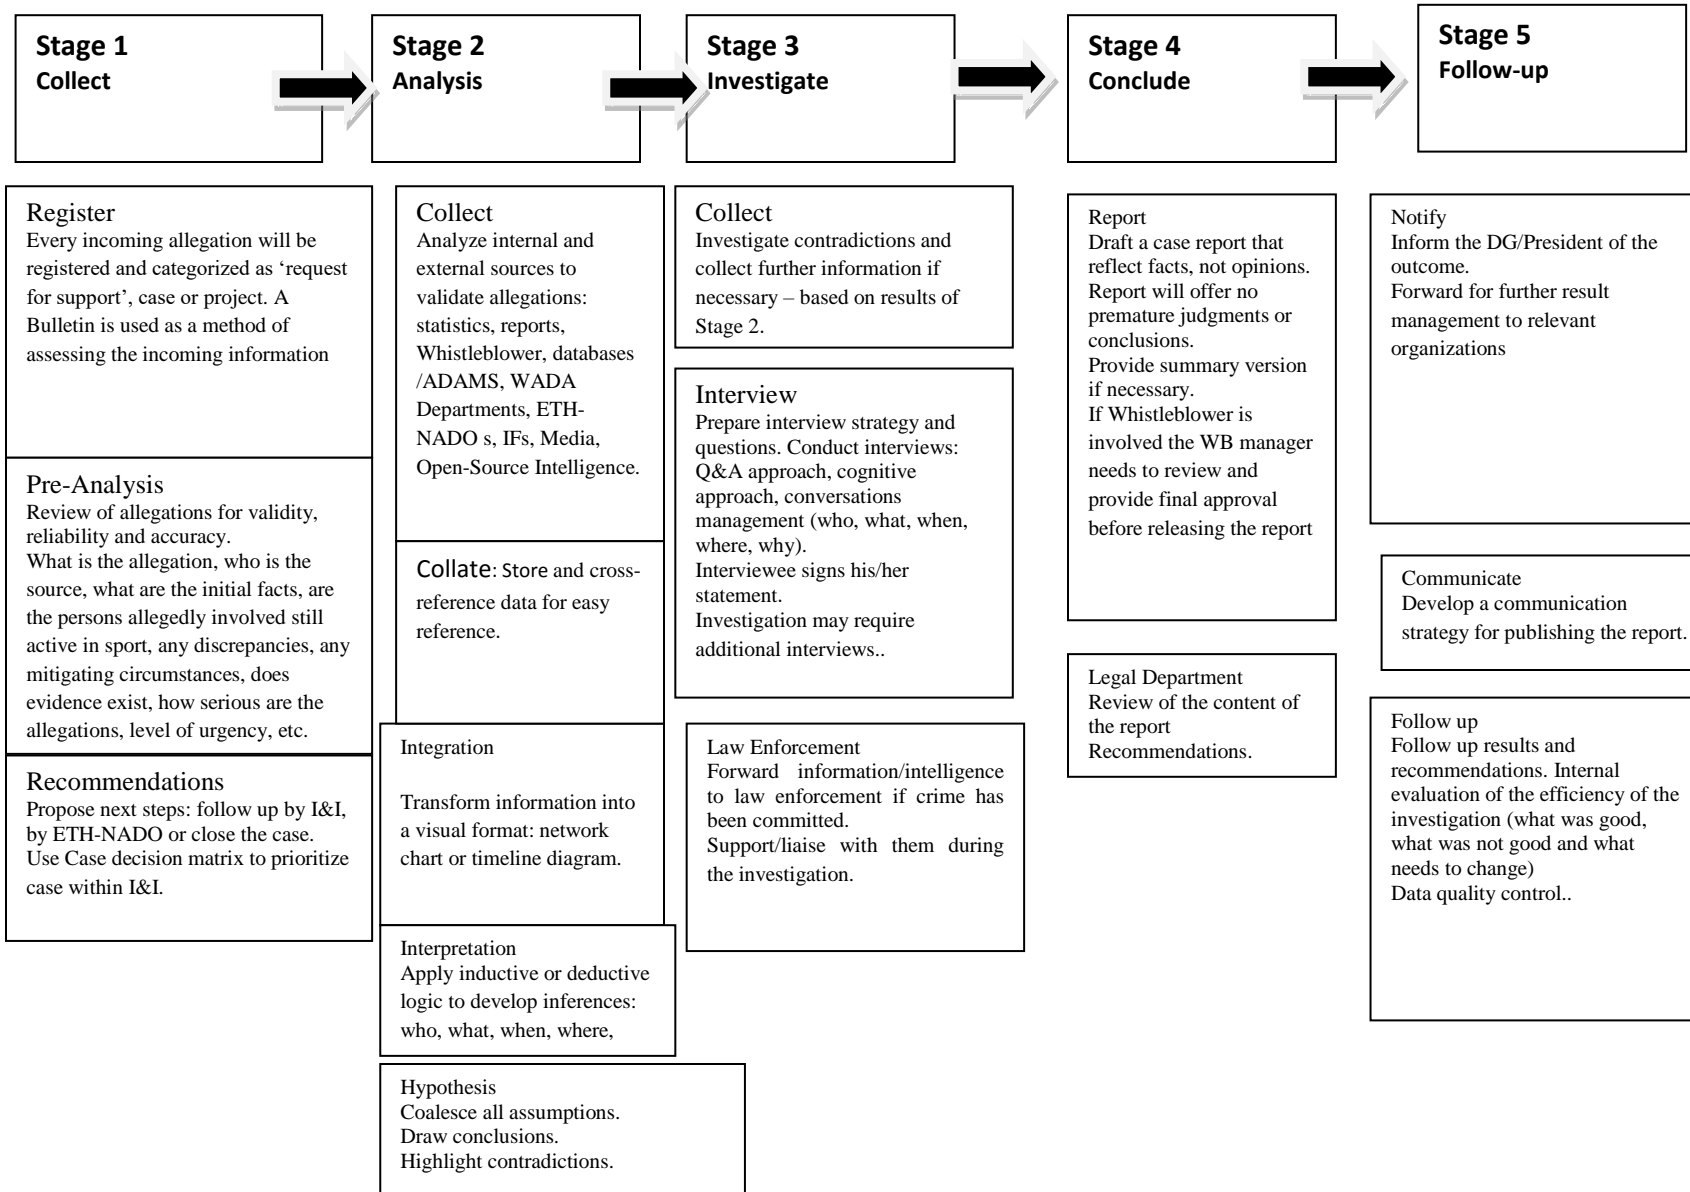 Stage 1
Collect
Stage 2
Analysis
Stage 3
Investigate
Stage 4
Conclude
Stage 5
Follow-up
Register
Every incoming allegation will be
registered and categorized as ‘request
for support’, case or project. A
Bulletin is used as a method of
assessing the incoming information
Pre-Analysis
Review of allegations for validity,
reliability and accuracy.
What is the allegation, who is the
source, what are the initial facts, are
the persons allegedly involved still
active in sport, any discrepancies, any
mitigating circumstances, does
evidence exist, how serious are the
allegations, level of urgency, etc.
Recommendations
Propose next steps: follow up by I&I,
by ETH-NADO or close the case.
Use Case decision matrix to prioritize
case within I&I.
Collect
Analyze internal and
external sources to
validate allegations:
statistics, reports,
Whistleblower, databases
/ADAMS, WADA
Departments, ETH-
NADO s, IFs, Media,
Open-Source Intelligence.
Collate: Store and cross-
reference data for easy
reference.
Integration
Transform information into
a visual format: network
chart or timeline diagram.
Interpretation
Apply inductive or deductive
logic to develop inferences:
who, what, when, where,
Hypothesis
Coalesce all assumptions.
Draw conclusions.
Highlight contradictions.
Collect
Investigate contradictions and
collect further information if
necessary – based on results of
Stage 2.
Interview
Prepare interview strategy and
questions. Conduct interviews:
Q&A approach, cognitive
approach, conversations
management (who, what, when,
where, why).
Interviewee signs his/her
statement.
Investigation may require
additional interviews..
Law Enforcement
Forward information/intelligence
to law enforcement if crime has
been committed.
Support/liaise with them during
the investigation.
Report
Draft a case report that
reflect facts, not opinions.
Report will offer no
premature judgments or
conclusions.
Provide summary version
if necessary.
If Whistleblower is
involved the WB manager
needs to review and
provide final approval
before releasing the report
Legal Department
Review of the content of
the report
Recommendations.
Notify
Inform the DG/President of the
outcome.
Forward for further result
management to relevant
organizations
Communicate
Develop a communication
strategy for publishing the report.
Follow up
Follow up results and
recommendations. Internal
evaluation of the efficiency of the
investigation (what was good,
what was not good and what
needs to change)
Data quality control..